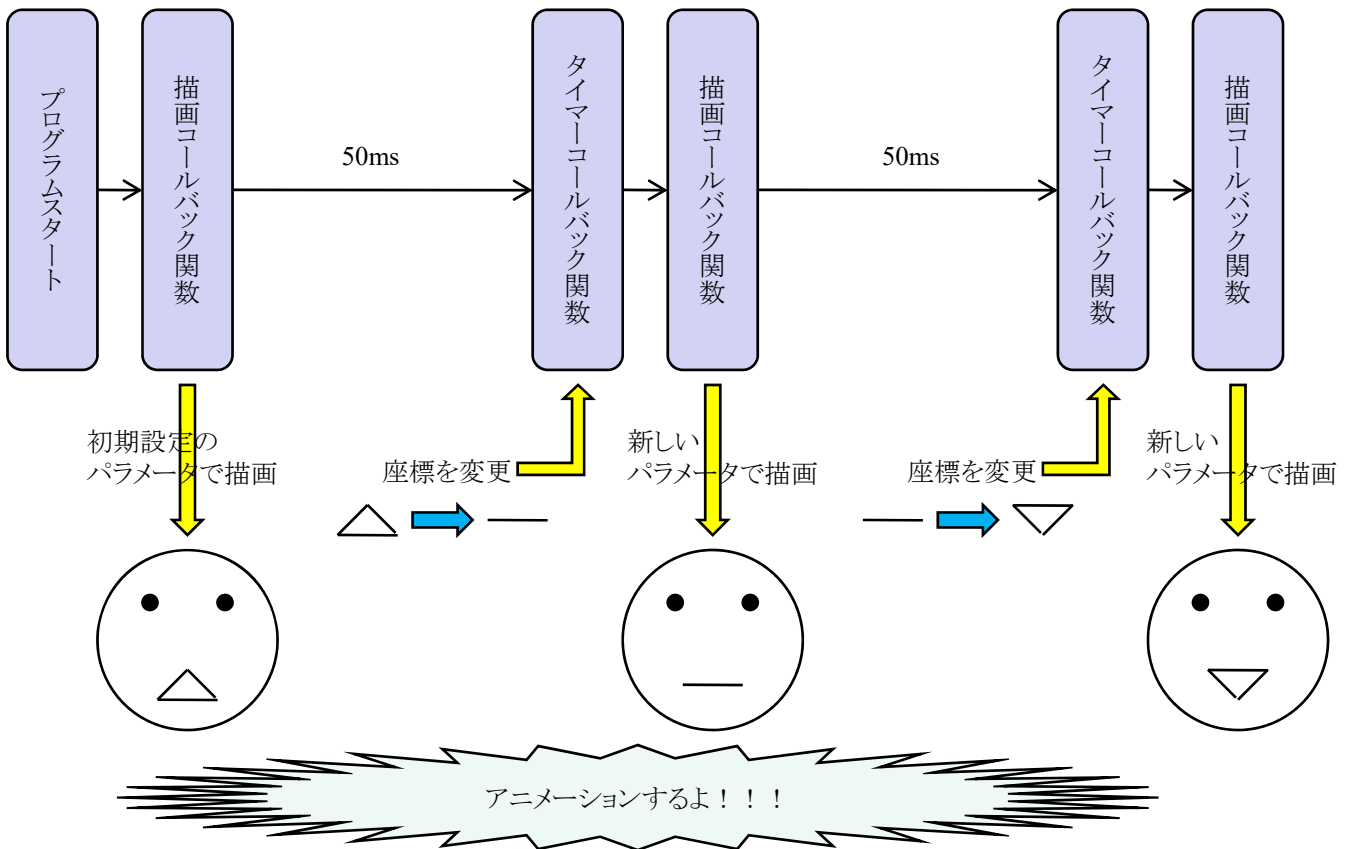 プログラムスタート
描画コールバック関数
50ms
タイマーコールバック関数
描画コールバック関数
50ms
タイマーコールバック関数
描画コールバック関数
初期設定の
パラメータで描画
座標を変更
新しい
パラメータで描画
座標を変更
新しい
パラメータで描画
アニメーションするよ！！！